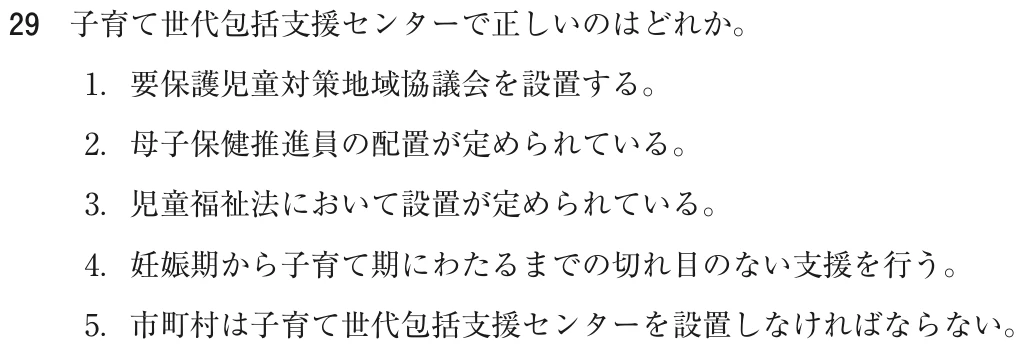 29 子育て世代包括支援センターで正しいのはどれか。
1. 要保護児童対策地域協議会を設置する。
2. 母子保健推進員の配置が定められている。
3. 児童福祉法において設置が定められている。
4. 妊娠期から子育て期にわたるまでの切れ目のない支援を行う。
5. 市町村は子育て世代包括支援センターを設置しなければならない。